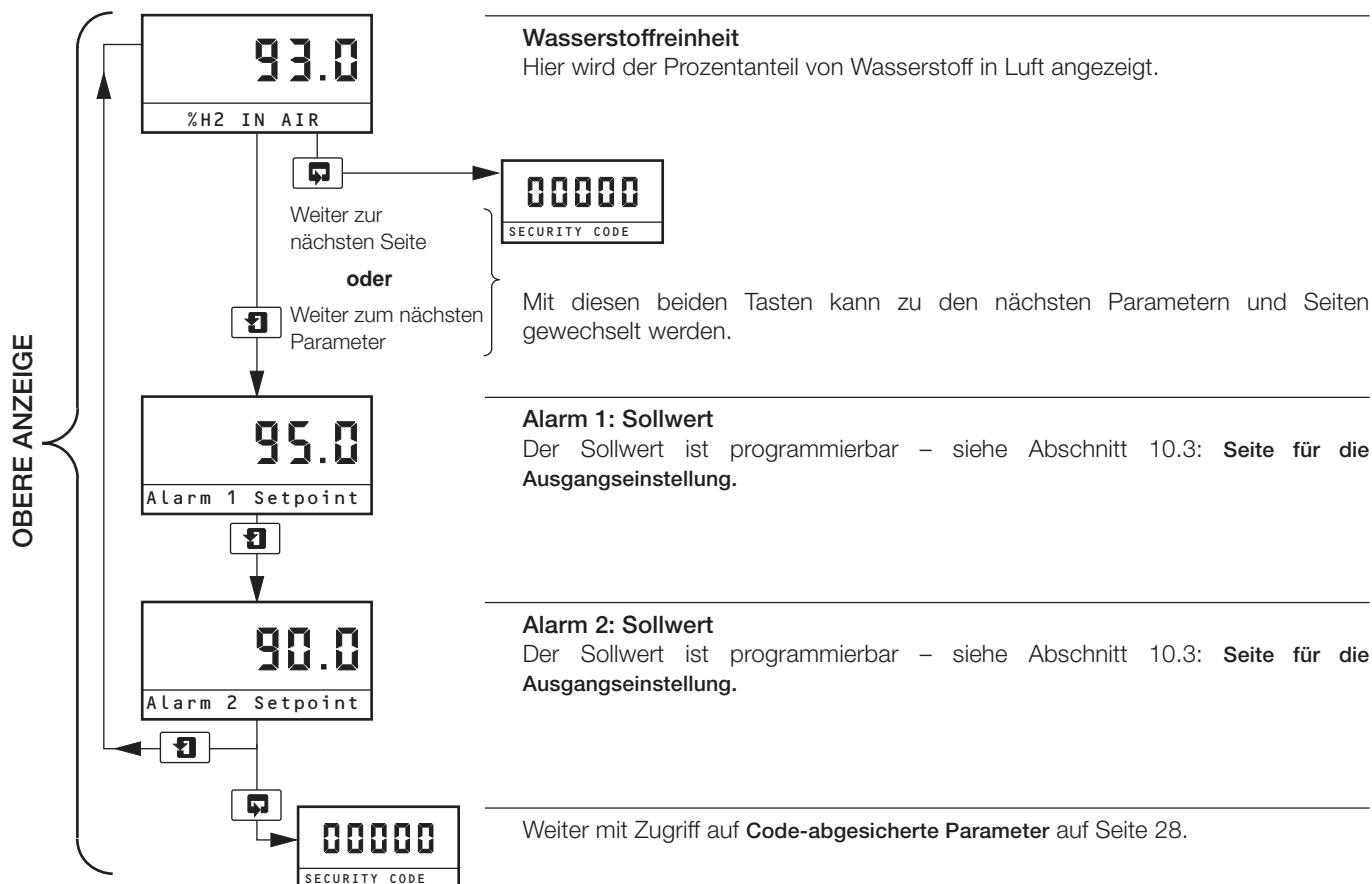 OBERE ANZEIGE
93.0
%H2 IN AIR
Wasserstoffreinheit
Hier wird der Prozentanteil von Wasserstoff in Luft angezeigt.
00000
SECURITY CODE
Weiter zur
nächsten Seite
oder
Weiter zum nächsten
Parameter
Mit diesen beiden Tasten kann zu den nächsten Parametern und Seiten
gewechselt werden.
95.0
Alarm 1 Setpoint
Alarm 1: Sollwert
Der Sollwert ist programmierbar – siehe Abschnitt 10.3: Seite für die
Ausgangseinstellung.
90.0
Alarm 2 Setpoint
Alarm 2: Sollwert
Der Sollwert ist programmierbar – siehe Abschnitt 10.3: Seite für die
Ausgangseinstellung.
00000
SECURITY CODE
Weiter mit Zugriff auf Code-abgesicherte Parameter auf Seite 28.